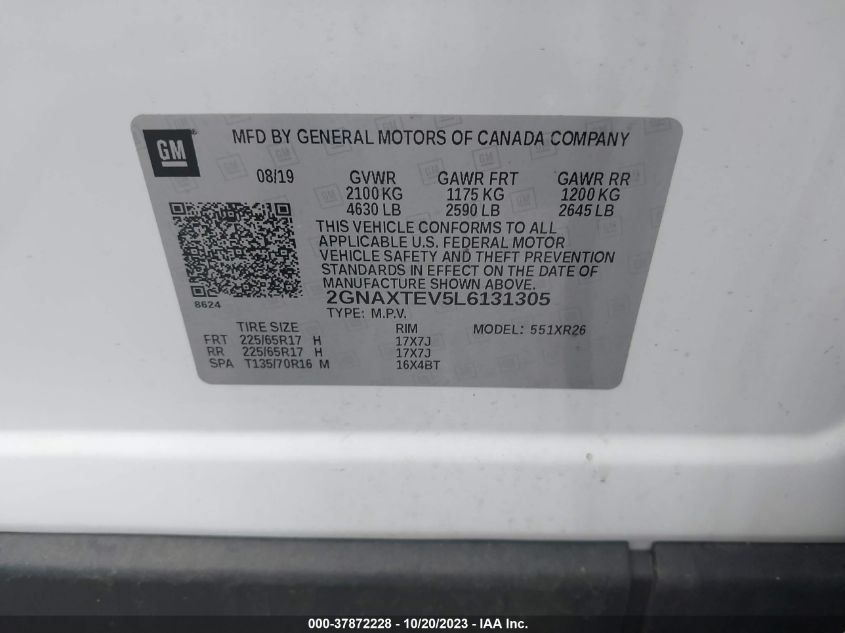 GM
MFD BY GENERAL MOTORS OF CANADA COMPANY
08/19 GVWR GAWR FRT GAWR RR
2100 KG 1175 KG 1200 KG
4630 LB 2590 LB 2645 LB
THIS VEHICLE CONFORMS TO ALL
APPLICABLE U.S. FEDERAL MOTOR
VEHICLE SAFETY AND THEFT PREVENTION
STANDARDS IN EFFECT ON THE DATE OF
MANUFACTURE SHOWN ABOVE.
8624 2GNAXTEV5L6131305
TYPE: M.P.V.
TIRE SIZE RIM MODEL: 551XR26
FRT 225/65R17 H 17X7J
RR 225/65R17 H 17X7J
SPA T135/70R16 M 16X4BT
000-37872228 - 10/20/2023 - IAA Inc.